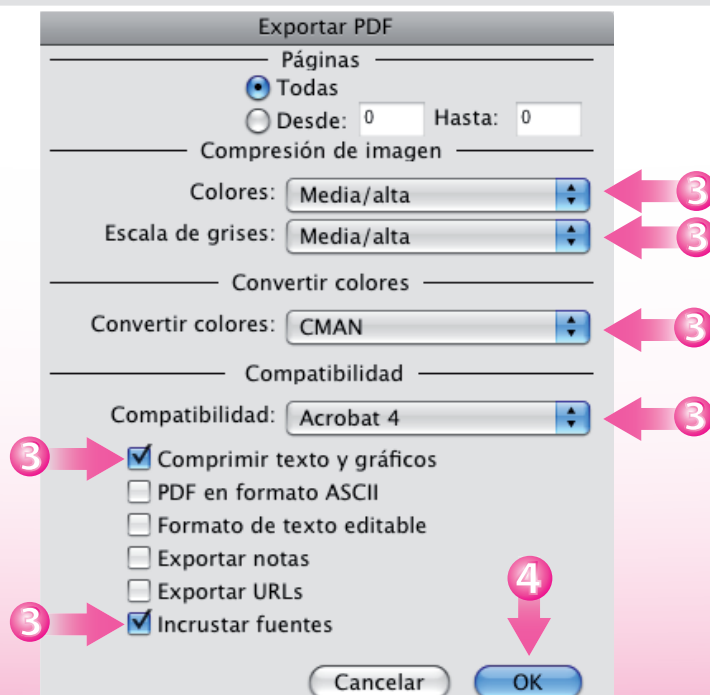 Exportar PDF
Páginas
Todas
Desde: 0 Hasta: 0
Compresión de imagen
Colores: Media/alta 3
Escala de grises: Media/alta 3
Convertir colores
Convertir colores: CMAN 3
Compatibilidad
Compatibilidad: Acrobat 4 3
3 Comprimir texto y gráficos
PDF en formato ASCII
Formato de texto editable
Exportar notas
Exportar URLs
3 Incrustar fuentes
4
Cancelar OK